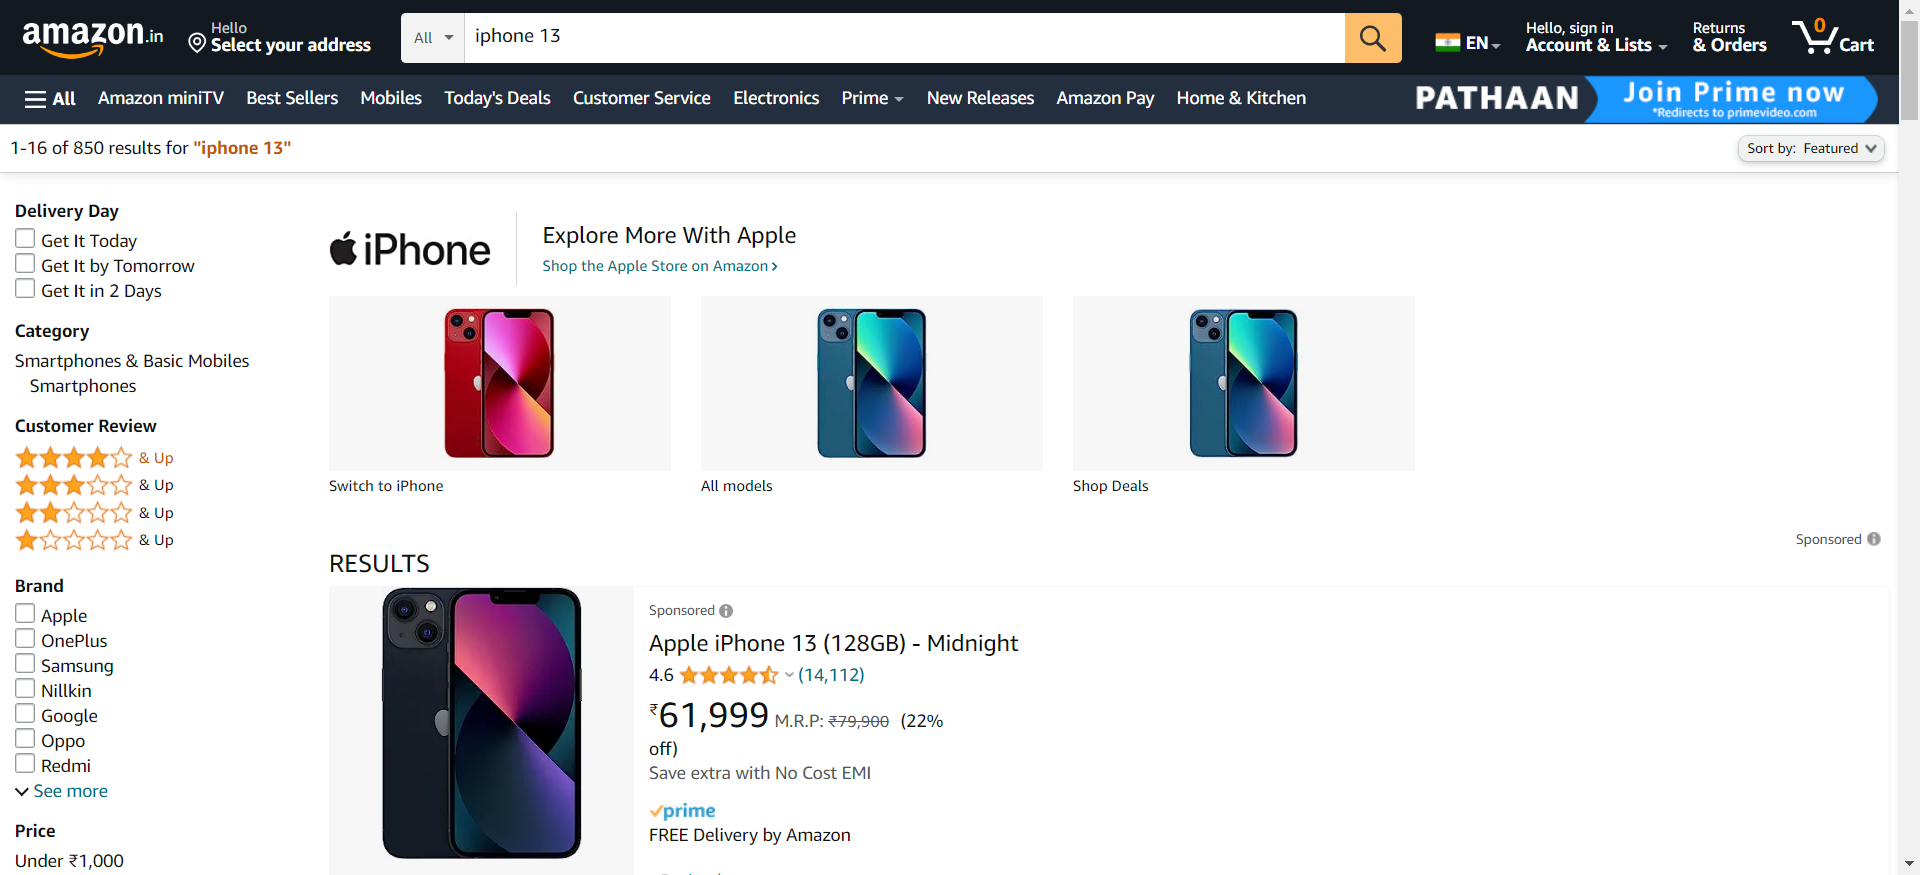 amazon.in
Hello
Select your address
All
iphone 13
EN
Hello, sign in
Account & Lists
Returns
& Orders
0
Cart
All
Amazon miniTV
Best Sellers
Mobiles
Today's Deals
Customer Service
Electronics
Prime
New Releases
Amazon Pay
Home & Kitchen
PATHAAN
Join Prime now
*Redirects to primevideo.com
1-16 of 850 results for "iphone 13"
Sort by: Featured
Delivery Day
Get It Today
Get It by Tomorrow
Get It in 2 Days
Category
Smartphones & Basic Mobiles
Smartphones
Customer Review
& Up
& Up
& Up
& Up
Brand
Apple
OnePlus
Samsung
Nillkin
Google
Oppo
Redmi
See more
Price
Under ₹1,000
iPhone
Explore More With Apple
Shop the Apple Store on Amazon ›
Switch to iPhone
All models
Shop Deals
Sponsored
RESULTS
Sponsored
Apple iPhone 13 (128GB) - Midnight
4.6 (14,112)
₹61,999 M.R.P: ₹79,900 (22%
off)
Save extra with No Cost EMI
prime
FREE Delivery by Amazon